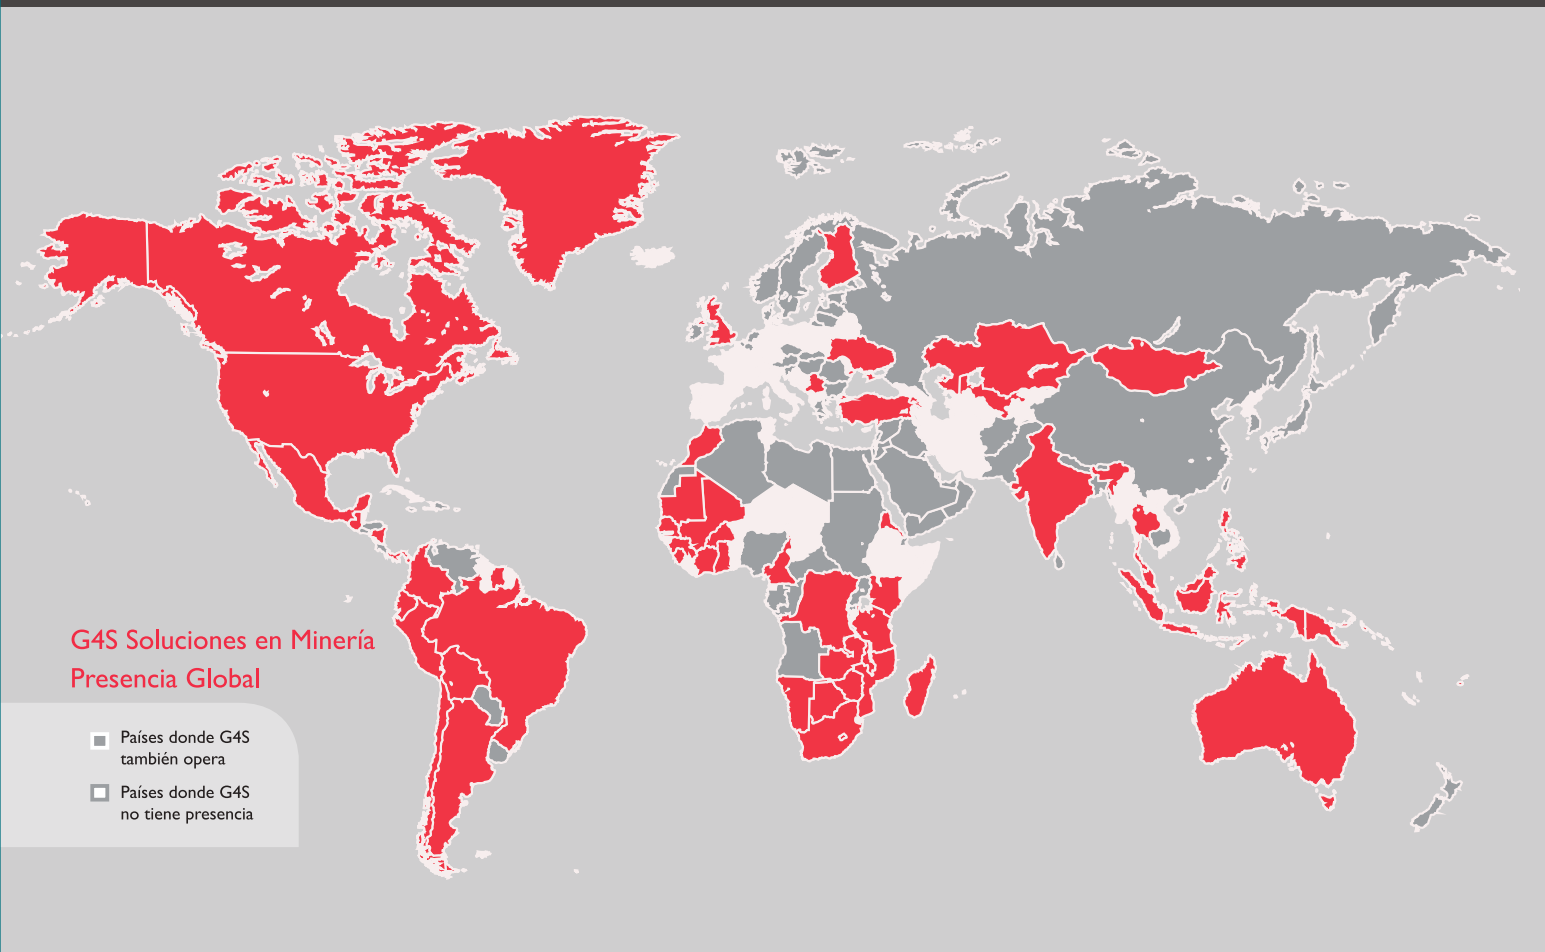 G4S Soluciones en Minería
Presencia Global
Países donde G4S
también opera
Países donde G4S
no tiene presencia